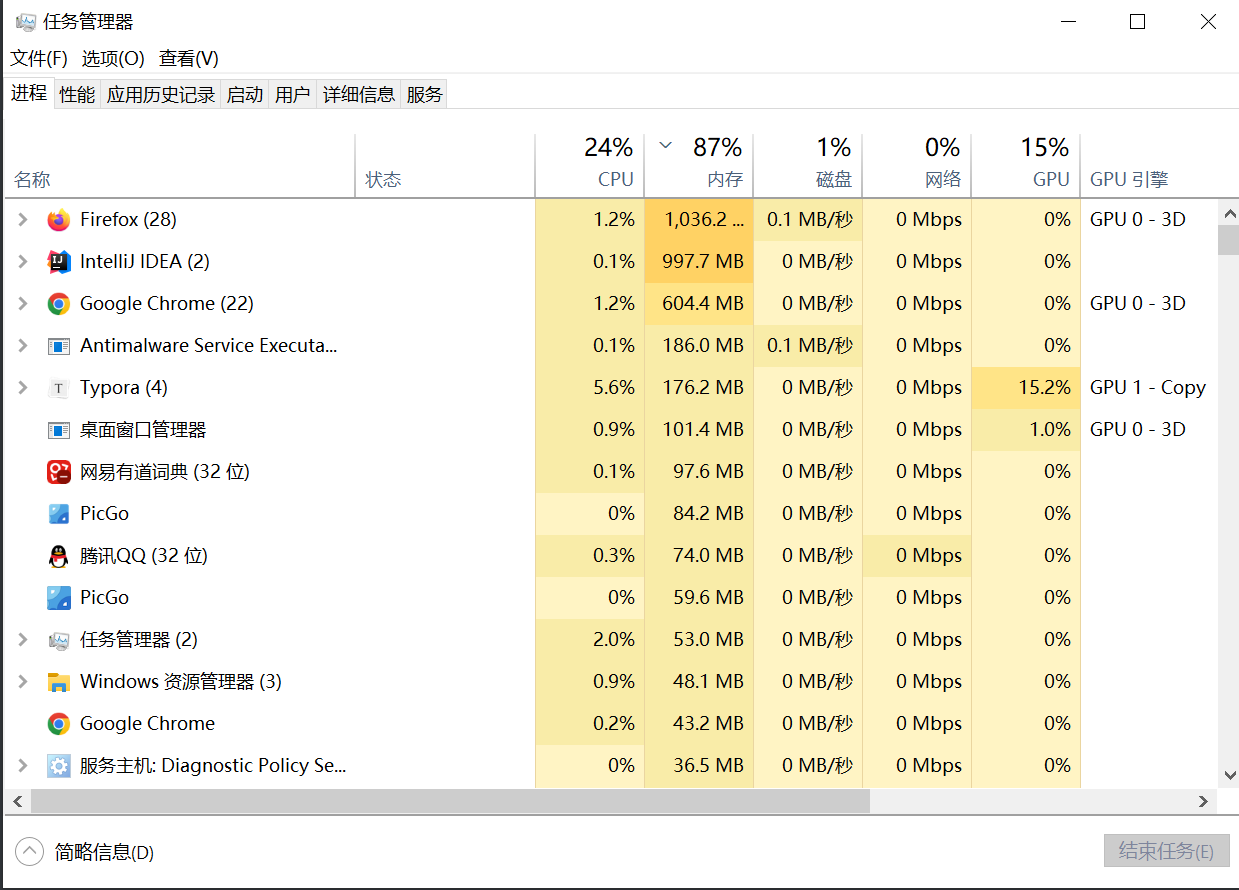 任务管理器
文件(F) 选项(O) 查看(V)
进程 性能 应用历史记录 启动 用户 详细信息 服务
24% 87% 1% 0% 15%
名称 状态 CPU 内存 磁盘 网络 GPU GPU 引擎
Firefox (28) 1.2% 1,036.2 ... 0.1 MB/秒 0 Mbps 0% GPU 0 - 3D
IntelliJ IDEA (2) 0.1% 997.7 MB 0 MB/秒 0 Mbps 0%
Google Chrome (22) 1.2% 604.4 MB 0 MB/秒 0 Mbps 0% GPU 0 - 3D
Antimalware Service Executa... 0.1% 186.0 MB 0.1 MB/秒 0 Mbps 0%
T Typora (4) 5.6% 176.2 MB 0 MB/秒 0 Mbps 15.2% GPU 1 - Copy
桌面窗口管理器 0.9% 101.4 MB 0 MB/秒 0 Mbps 1.0% GPU 0 - 3D
网易有道词典 (32 位) 0.1% 97.6 MB 0 MB/秒 0 Mbps 0%
PicGo 0% 84.2 MB 0 MB/秒 0 Mbps 0%
腾讯QQ (32 位) 0.3% 74.0 MB 0 MB/秒 0 Mbps 0%
PicGo 0% 59.6 MB 0 MB/秒 0 Mbps 0%
任务管理器 (2) 2.0% 53.0 MB 0 MB/秒 0 Mbps 0%
Windows 资源管理器 (3) 0.9% 48.1 MB 0 MB/秒 0 Mbps 0%
Google Chrome 0.2% 43.2 MB 0 MB/秒 0 Mbps 0%
服务主机: Diagnostic Policy Se... 0% 36.5 MB 0 MB/秒 0 Mbps 0%
简略信息(D) 结束任务(E)